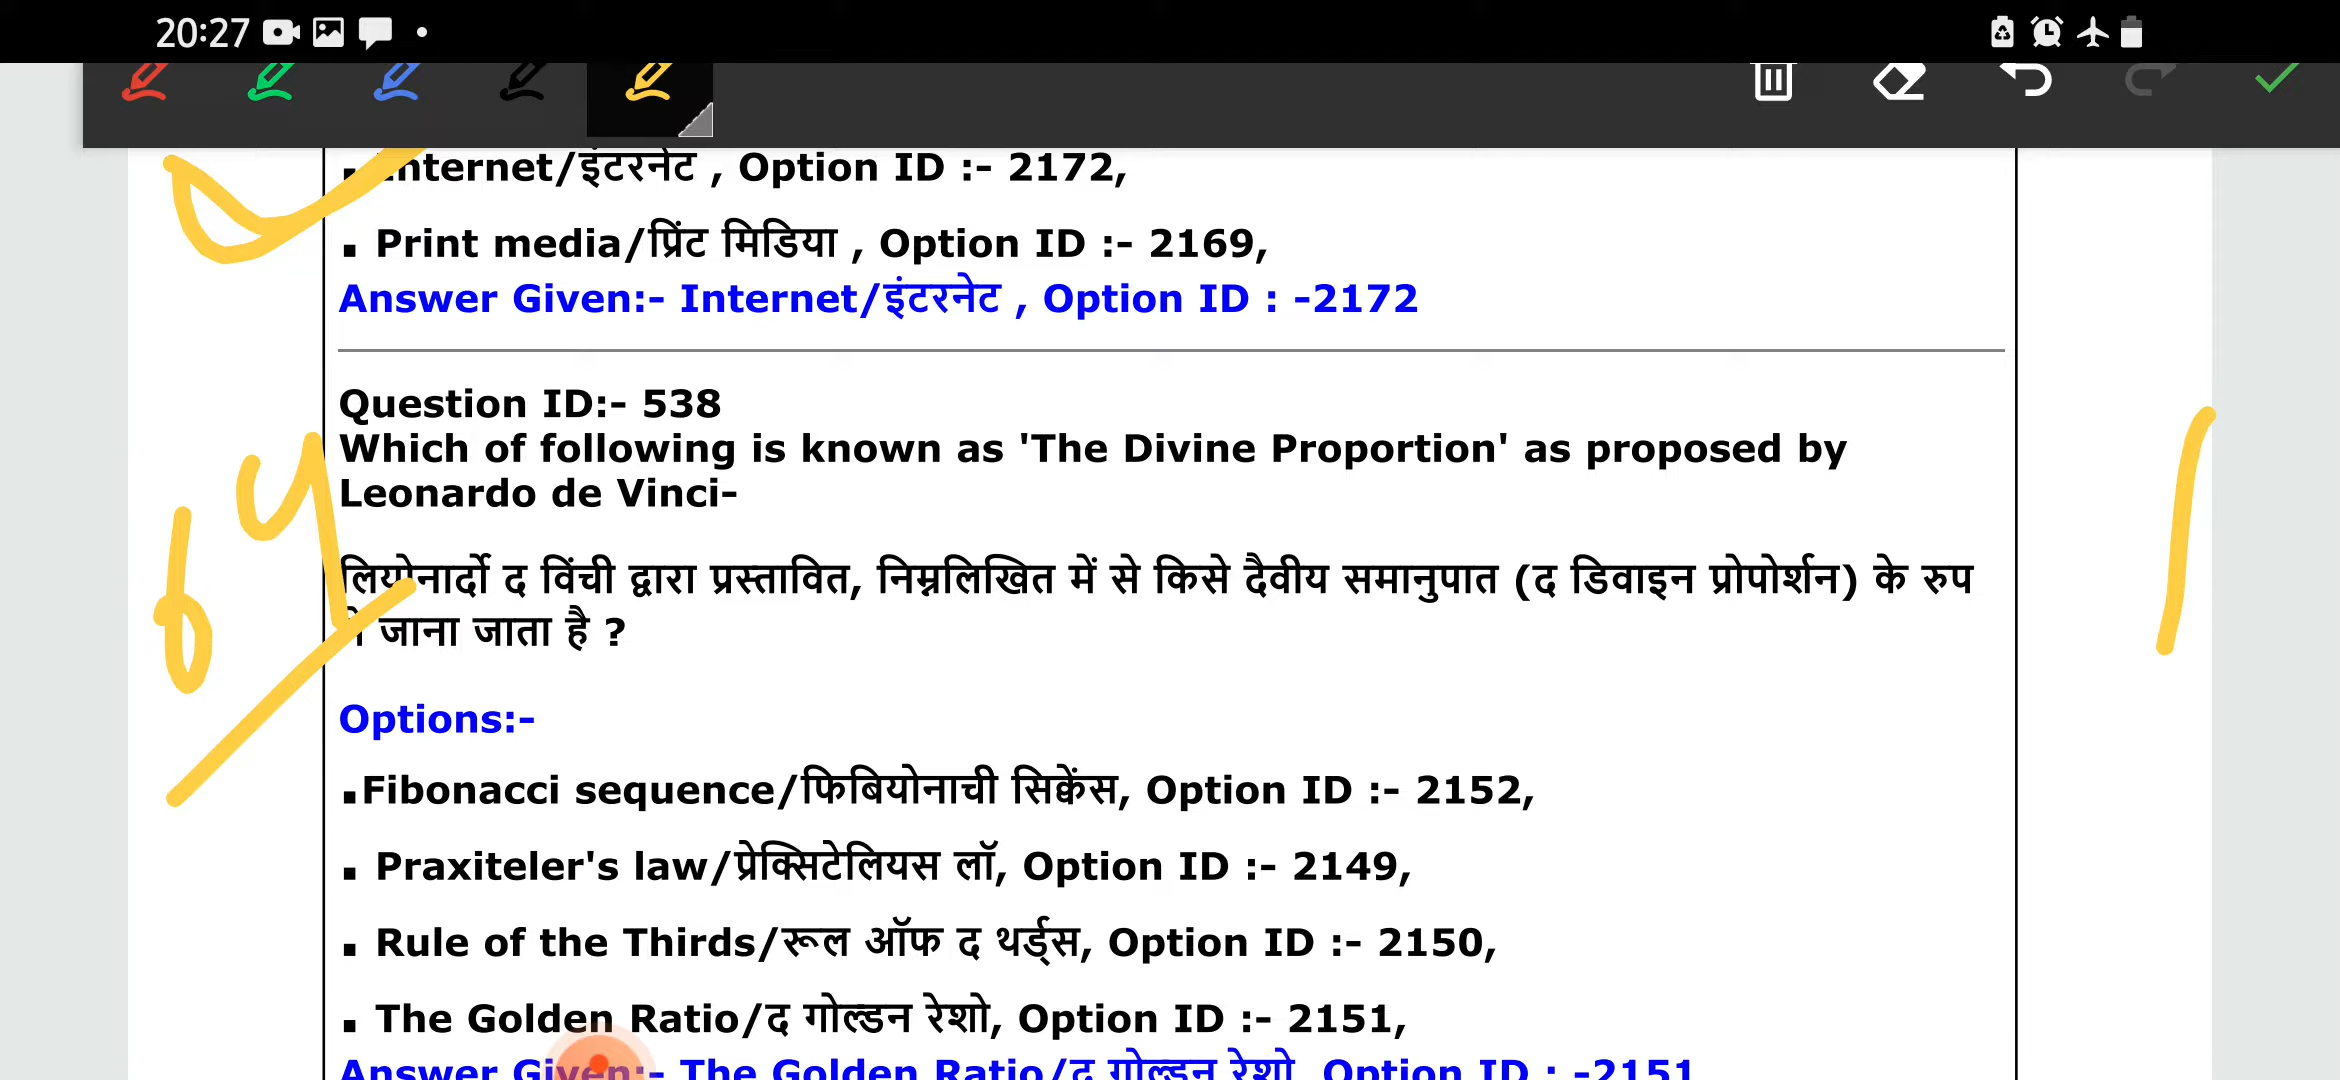 20:27
Internet/इंटरनेट , Option ID :- 2172,
▪ Print media/प्रिंट मिडिया , Option ID :- 2169,
Answer Given:- Internet/इंटरनेट , Option ID : -2172
Question ID:- 538
Which of following is known as 'The Divine Proportion' as proposed by
Leonardo de Vinci-
64
लियोनार्दो द विंची द्वारा प्रस्तावित, निम्नलिखित में से किसे दैवीय समानुपात (द डिवाइन प्रोपोर्शन) के रुप
जाना जाता है ?
Options:-
▪Fibonacci sequence/फिबियोनाची सिक्वेंस, Option ID :- 2152,
▪ Praxiteler's law/प्रेक्सिटेलियस लॉ, Option ID :- 2149,
▪ Rule of the Thirds/रूल ऑफ द थर्ड्स, Option ID :- 2150,
▪ The Golden Ratio/द गोल्डन रेशो, Option ID :- 2151,
Answer Given:- The Golden Ratio/द गोल्डन रेशो, Option ID : -2151